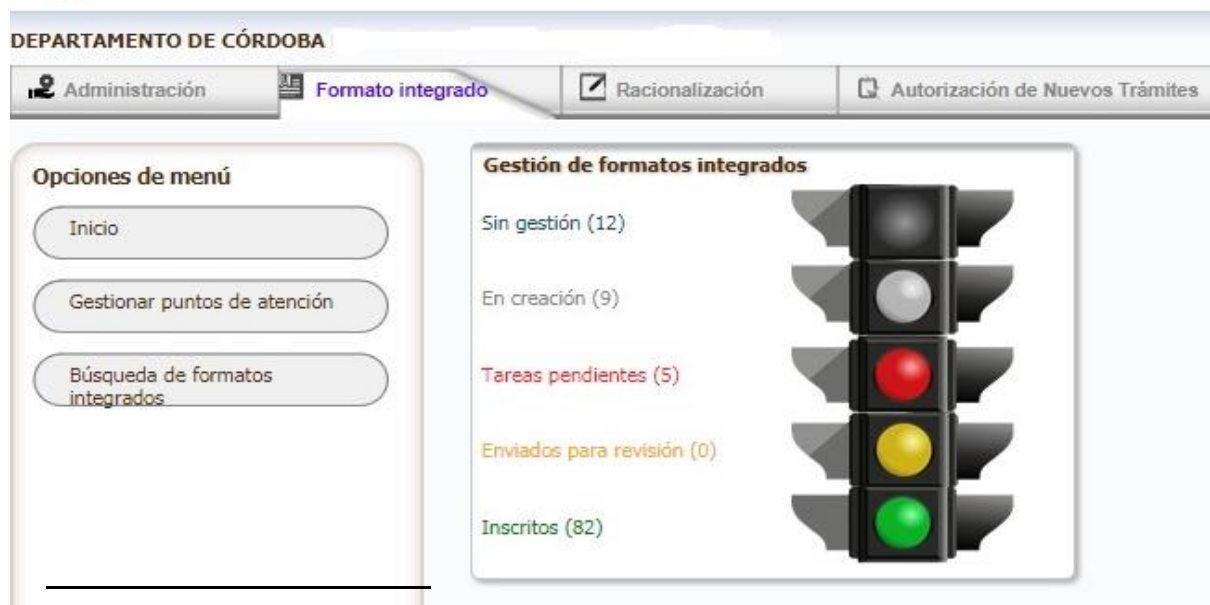 DEPARTAMENTO DE CÓRDOBA
Administración
Formato integrado
Racionalización
Autorización de Nuevos Trámites
Opciones de menú
Inicio
Gestionar puntos de atención
Búsqueda de formatos
integrados
Gestión de formatos integrados
Sin gestión (12)
En creación (9)
Tareas pendientes (5)
Enviados para revisión (0)
Inscritos (82)